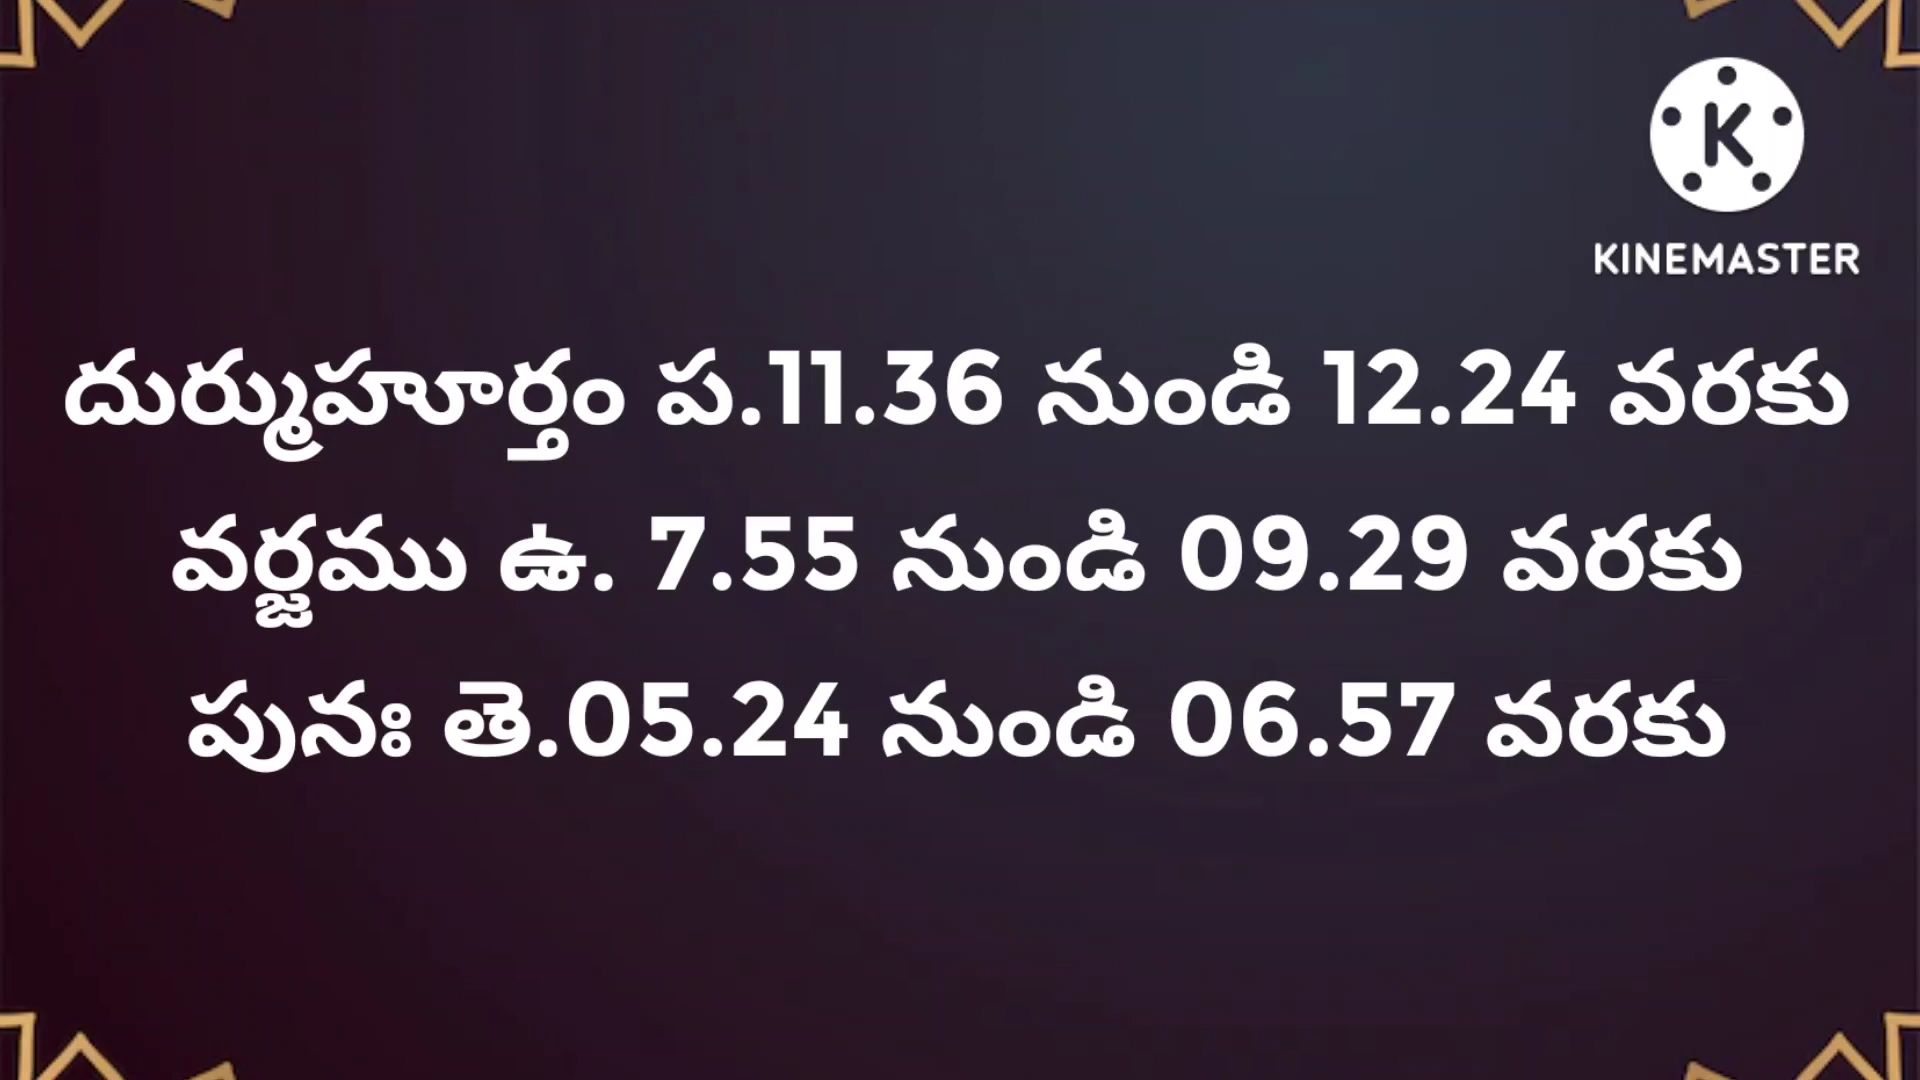 KINEMASTER
దుర్ముహూర్తం ప.11.36 నుండి 12.24 వరకు
వర్జము ఉ. 7.55 నుండి 09.29 వరకు
పునః తె.05.24 నుండి 06.57 వరకు